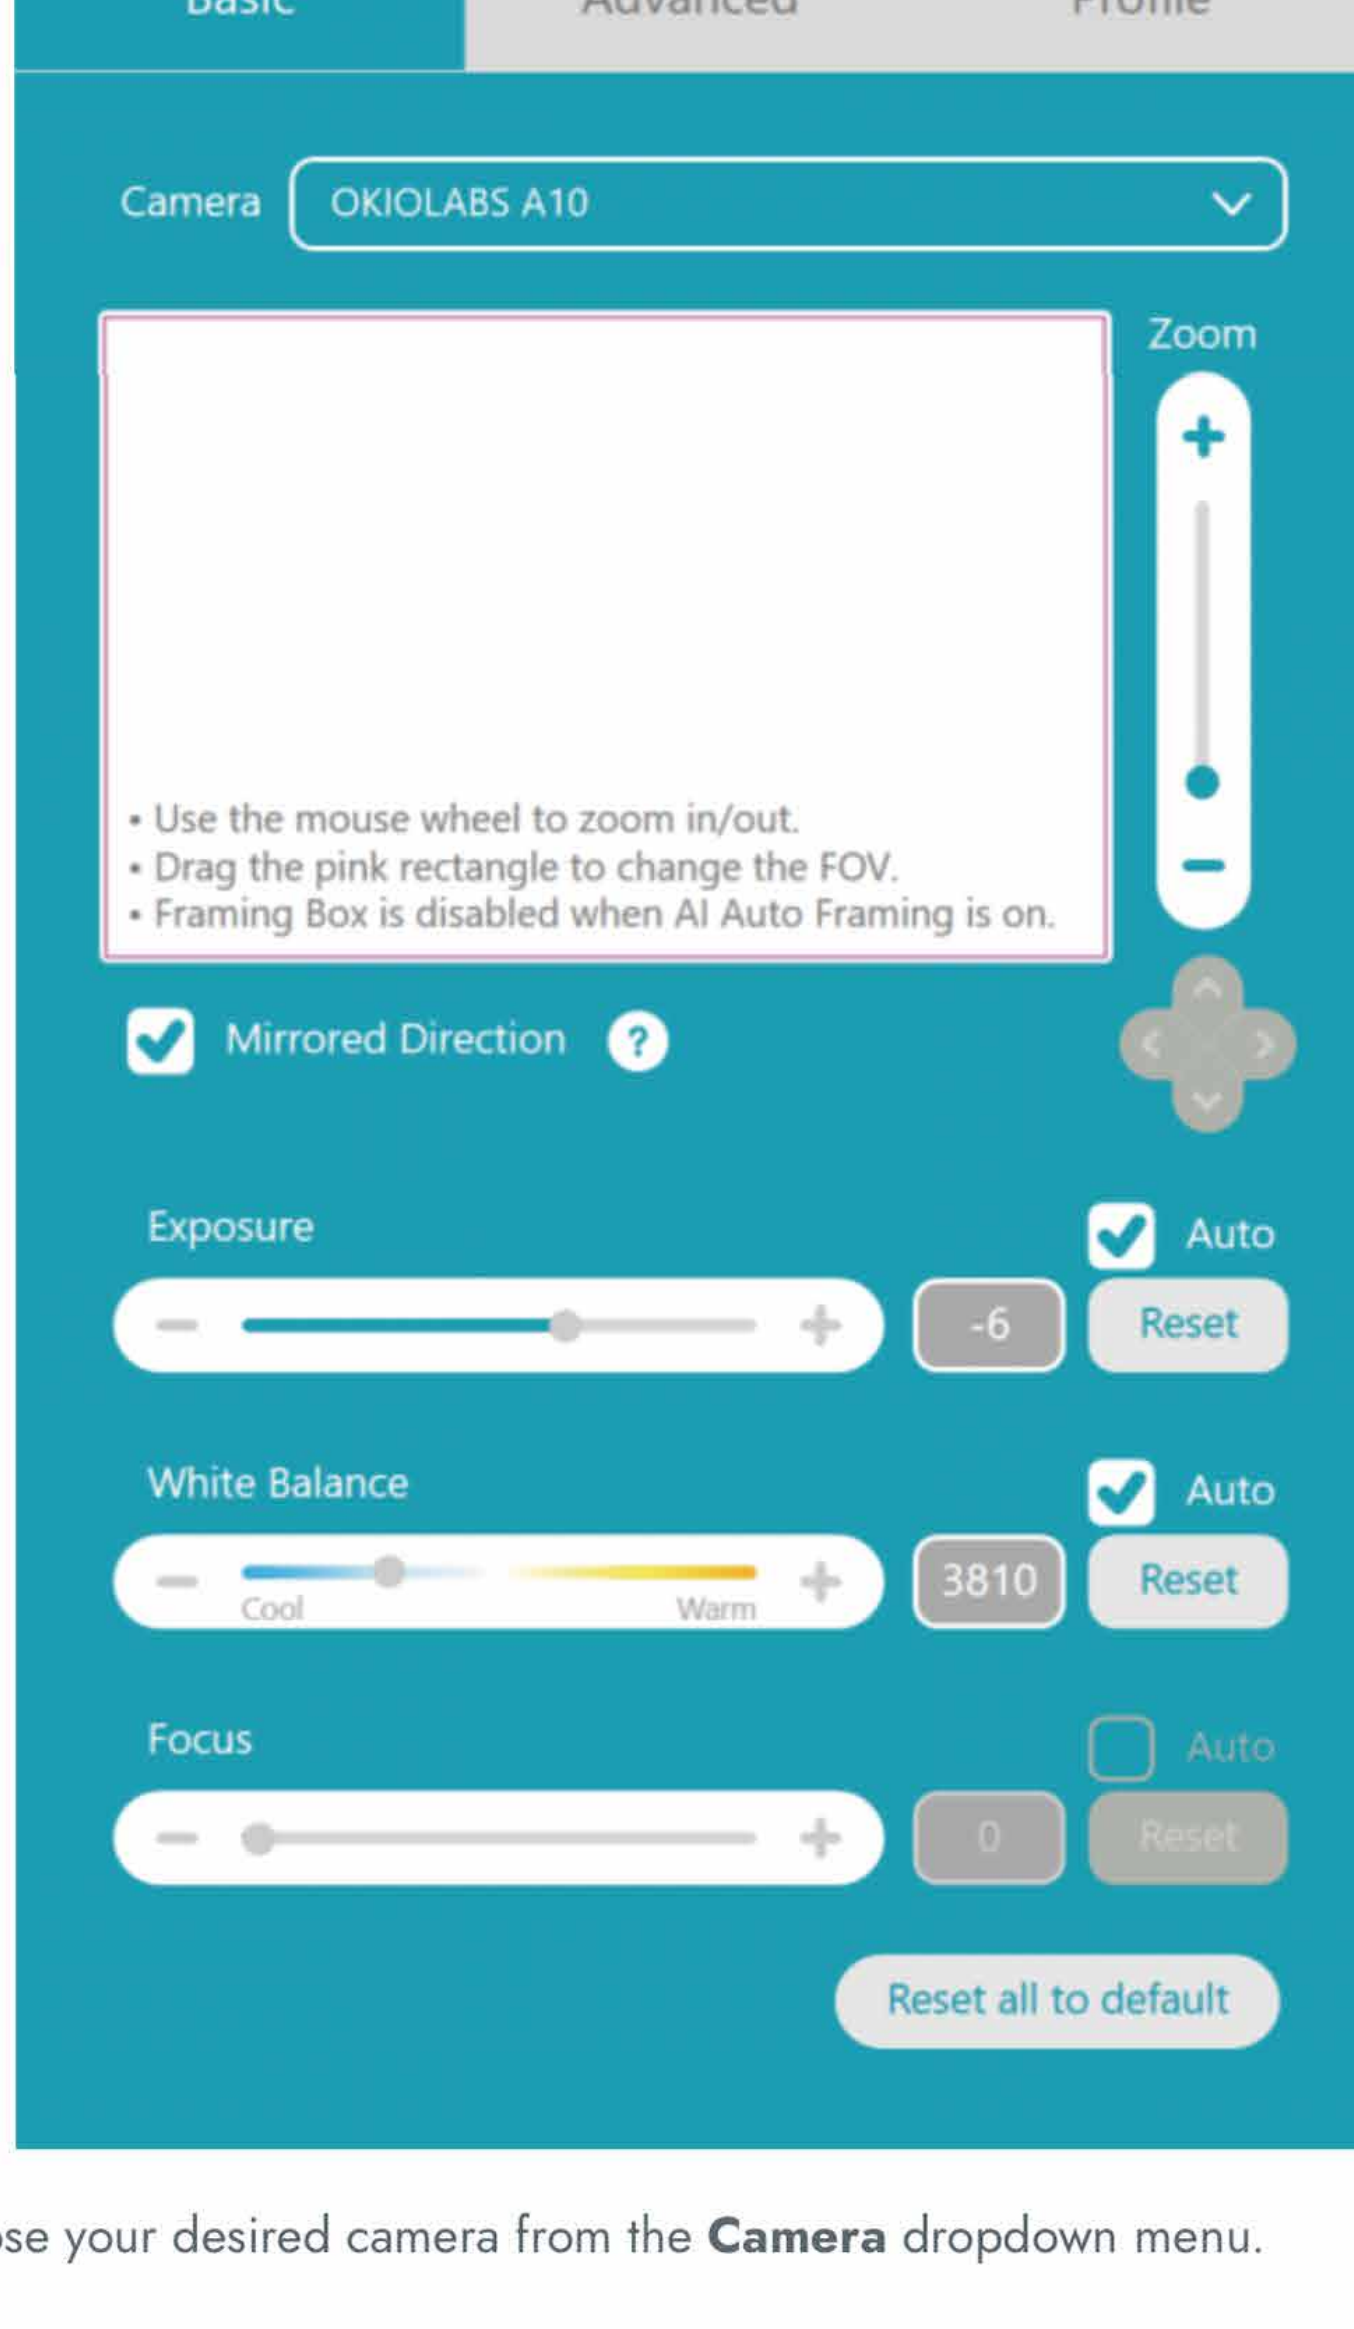 Basic Advanced Profile
Camera OKIOLABS A10
Zoom
• Use the mouse wheel to zoom in/out.
• Drag the pink rectangle to change the FOV.
• Framing Box is disabled when AI Auto Framing is on.
Mirrored Direction ?
Exposure Auto
-6 Reset
White Balance Auto
Cool Warm 3810 Reset
Focus Auto
0 Reset
Reset all to default
your desired camera from the Camera dropdown menu.